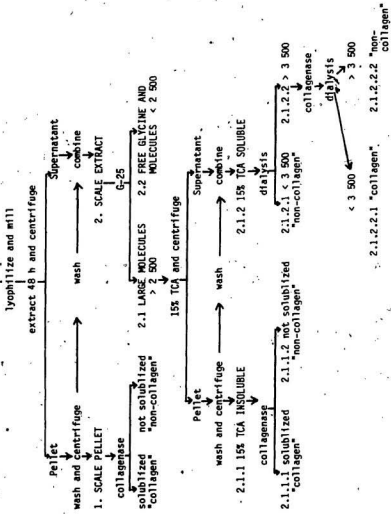 lyophilize and mill
extract 48 h and centrifuge
Pellet
Supernatant
wash and centrifuge
wash
combine
1. SCALE PELLET
2. SCALE EXTRACT
collagenase
G-25
solublized
"collagen"
not solublized
"non-collagen"
2.1 LARGE MOLECULES
> 2 500
2.2 FREE GLYCINE AND
MOLECULES < 2 500
15% TCA and centrifuge
Pellet
Supernatant
wash and centrifuge
wash
combine
2.1.1 15% TCA INSOLUBLE
2.1.2 15% TCA SOLUBLE
collagenase
dialysis
2.1.1.1 solublized
"collagen"
2.1.1.2 not solublized
"non-collagen"
2.1.2.1 < 3 500
"non-collagen"
2.1.2.2 > 3 500
collagenase
dialysis
< 3 500
> 3 500
2.1.2.2.1 "collagen"
2.1.2.2.2 "non-
collagen"